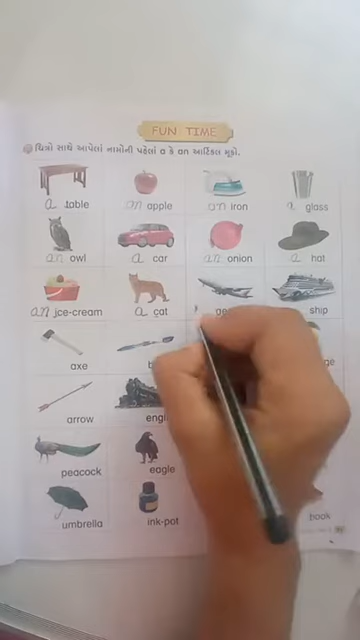 FUN TIME
ચિત્રો સાથે આપેલાં નામોની પહેલાં a કે an આર્ટિકલ મૂકો.
a table an apple an iron a glass
an owl a car an onion a hat
an ice-cream a cat ship
axe
arrow
peacock eagle
umbrella ink-pot book